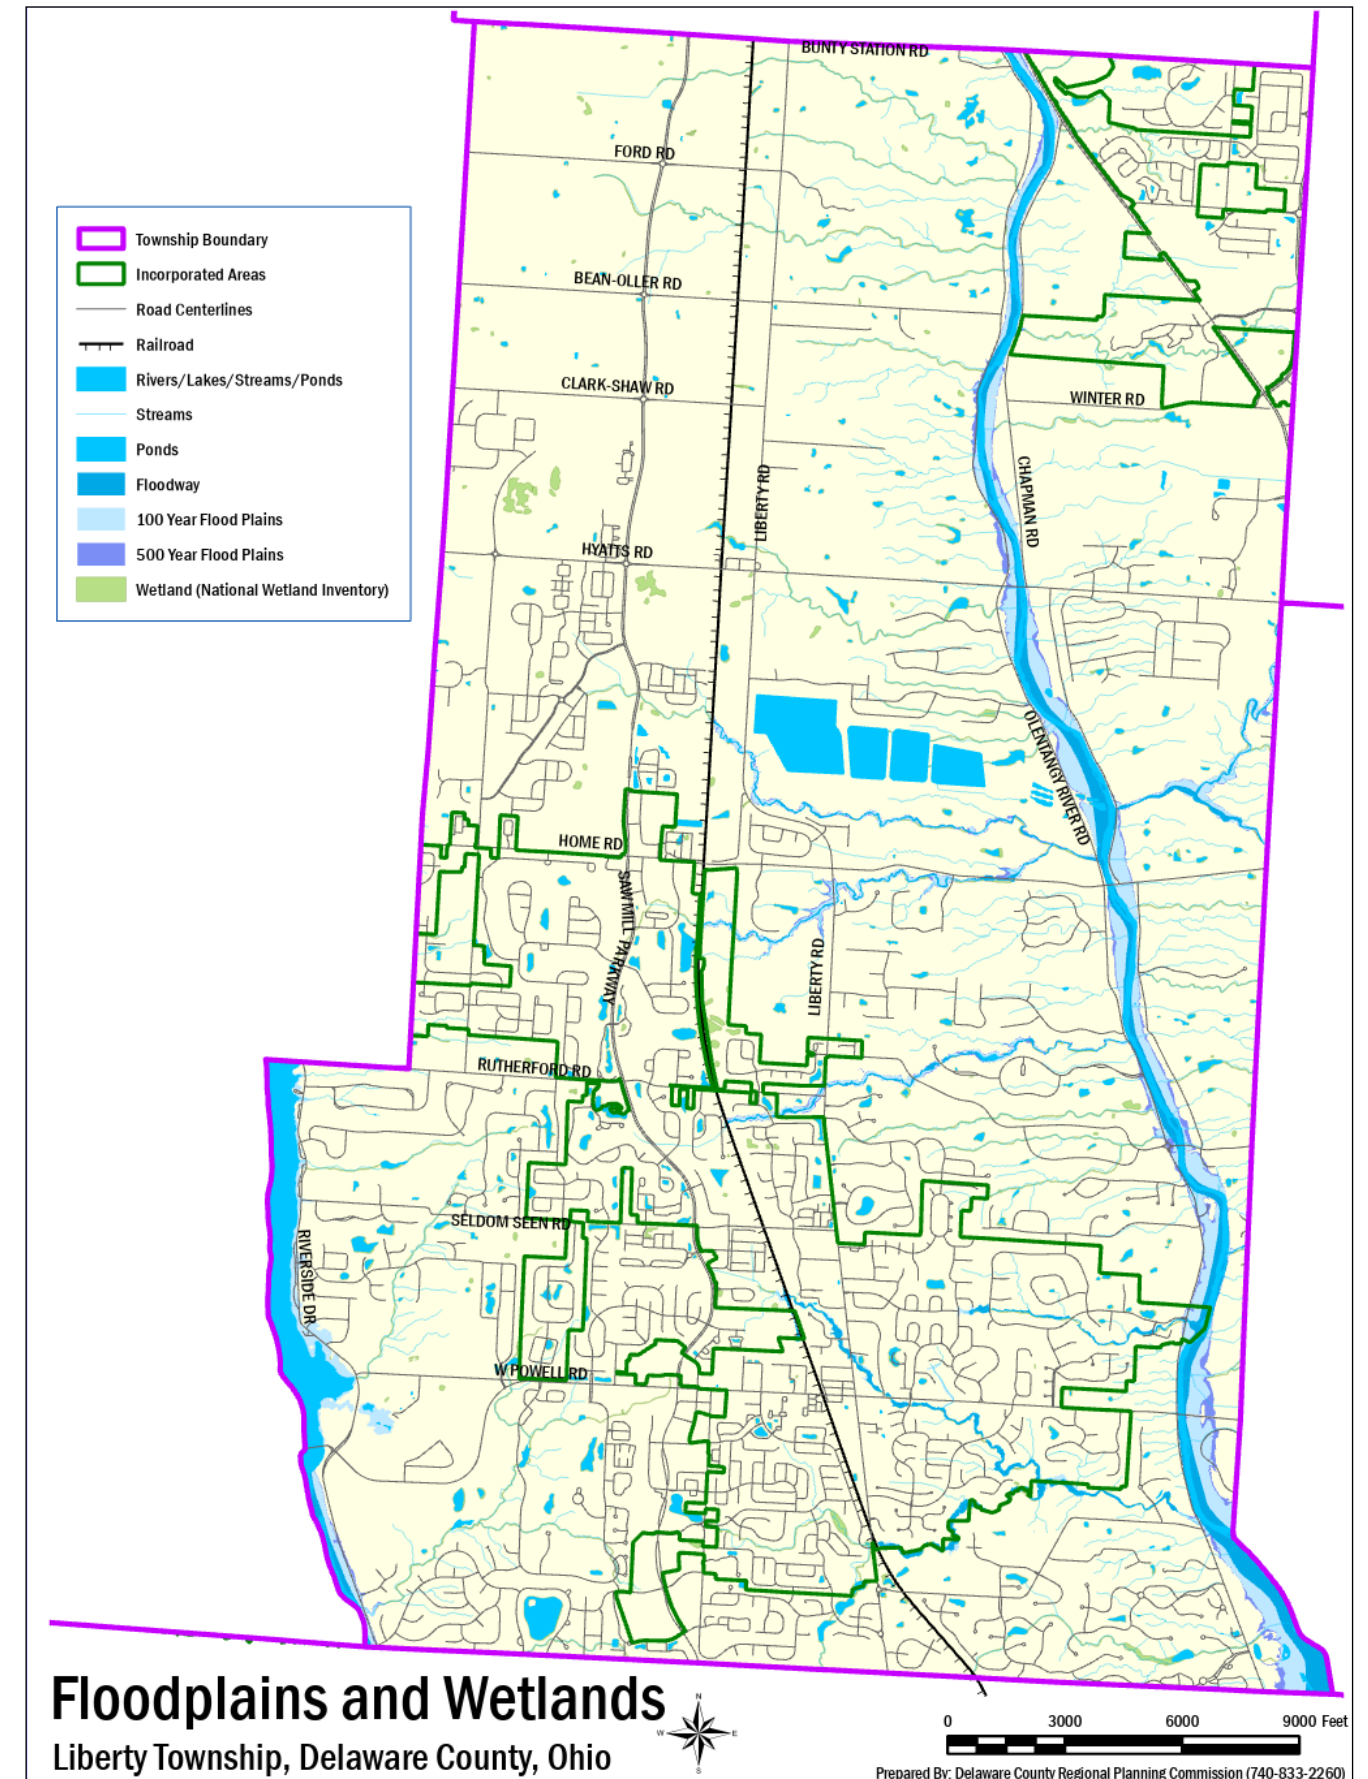 BUNTY STATION RD
FORD RD
Township Boundary
Incorporated Areas
BEAN-OLLER RD
Road Centerlines
Railroad
Rivers/Lakes/Streams/Ponds
CLARK-SHAW RD
WINTER RD
Streams
Ponds
Floodway
LIBERTY RD
CHAPMAN RD
100 Year Flood Plains
500 Year Flood Plains
HYATTS RD
Wetland (National Wetland Inventory)
OLENTANGY RIVER RD
HOME RD
SAWMILL PARKWAY
LIBERTY RD
RUTHERFORD RD
SELDOM SEEN RD
RIVERSIDE DR
W POWELL RD
Floodplains and Wetlands
Liberty Township, Delaware County, Ohio
N
W E
S
0 3000 6000 9000 Feet
Prepared By: Delaware County Regional Planning Commission (740-833-2260)